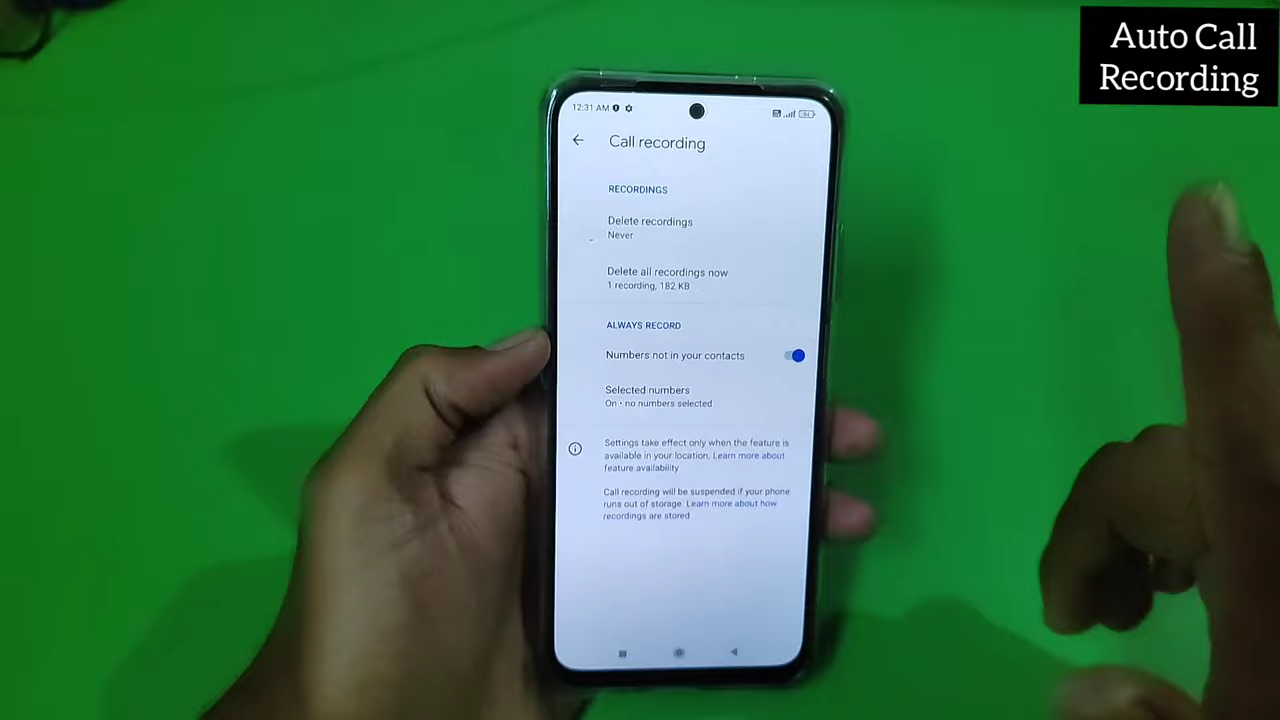 Auto Call
Recording
12:31 AM
Call recording
RECORDINGS
Delete recordings
Never
Delete all recordings now
1 recording, 182 KB
ALWAYS RECORD
Numbers not in your contacts
Selected numbers
On • no numbers selected
Settings take effect only when the feature is
available in your location. Learn more about
feature availability
Call recording will be suspended if your phone
runs out of storage. Learn more about how
recordings are stored